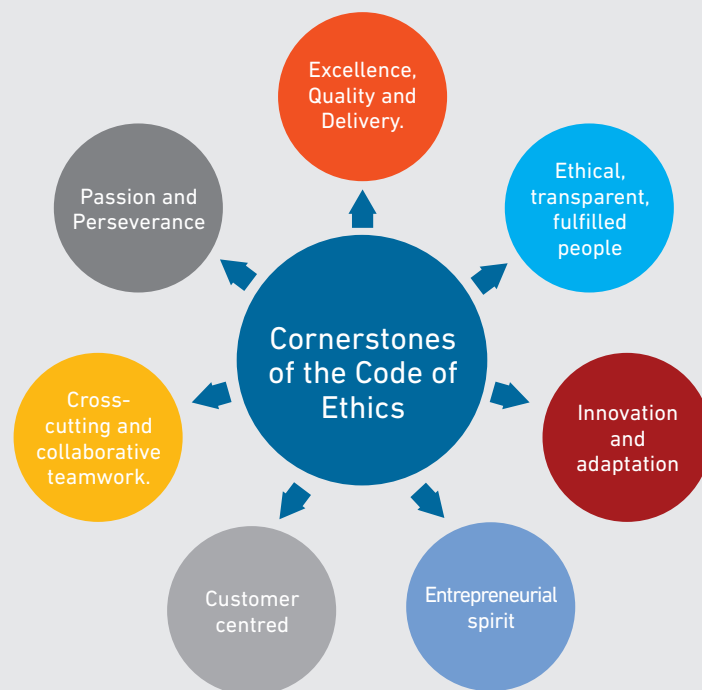 Excellence,
Quality and
Delivery.
Ethical,
transparent,
fulfilled
people
Innovation
and
adaptation
Entrepreneurial
spirit
Customer
centred
Cross-
cutting and
collaborative
teamwork.
Passion and
Perseverance
Cornerstones
of the Code of
Ethics